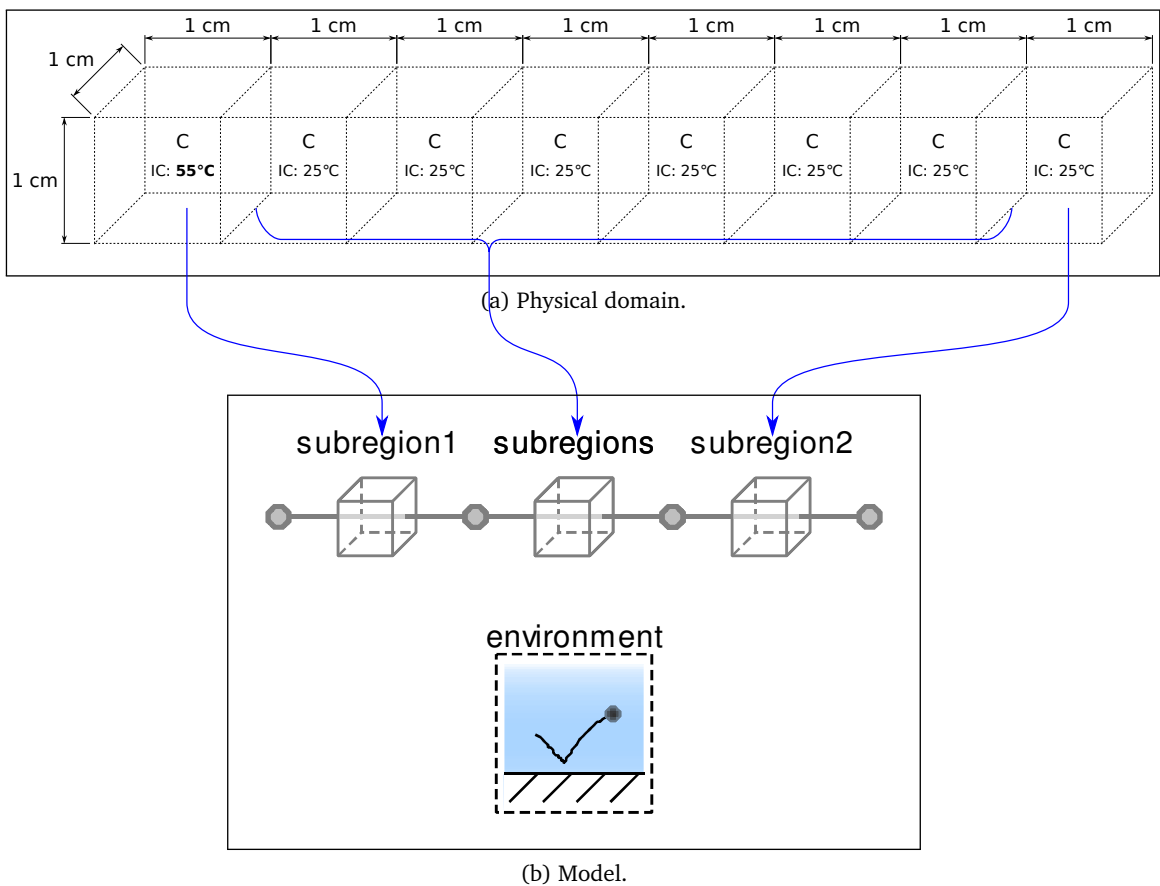 1 cm 1 cm 1 cm 1 cm 1 cm 1 cm 1 cm 1 cm
1 cm
C C C C C C C C
IC: 55°C IC: 25°C IC: 25°C IC: 25°C IC: 25°C IC: 25°C IC: 25°C IC: 25°C
1 cm
(a) Physical domain.
subregion1 subregions subregion2
environment
(b) Model.